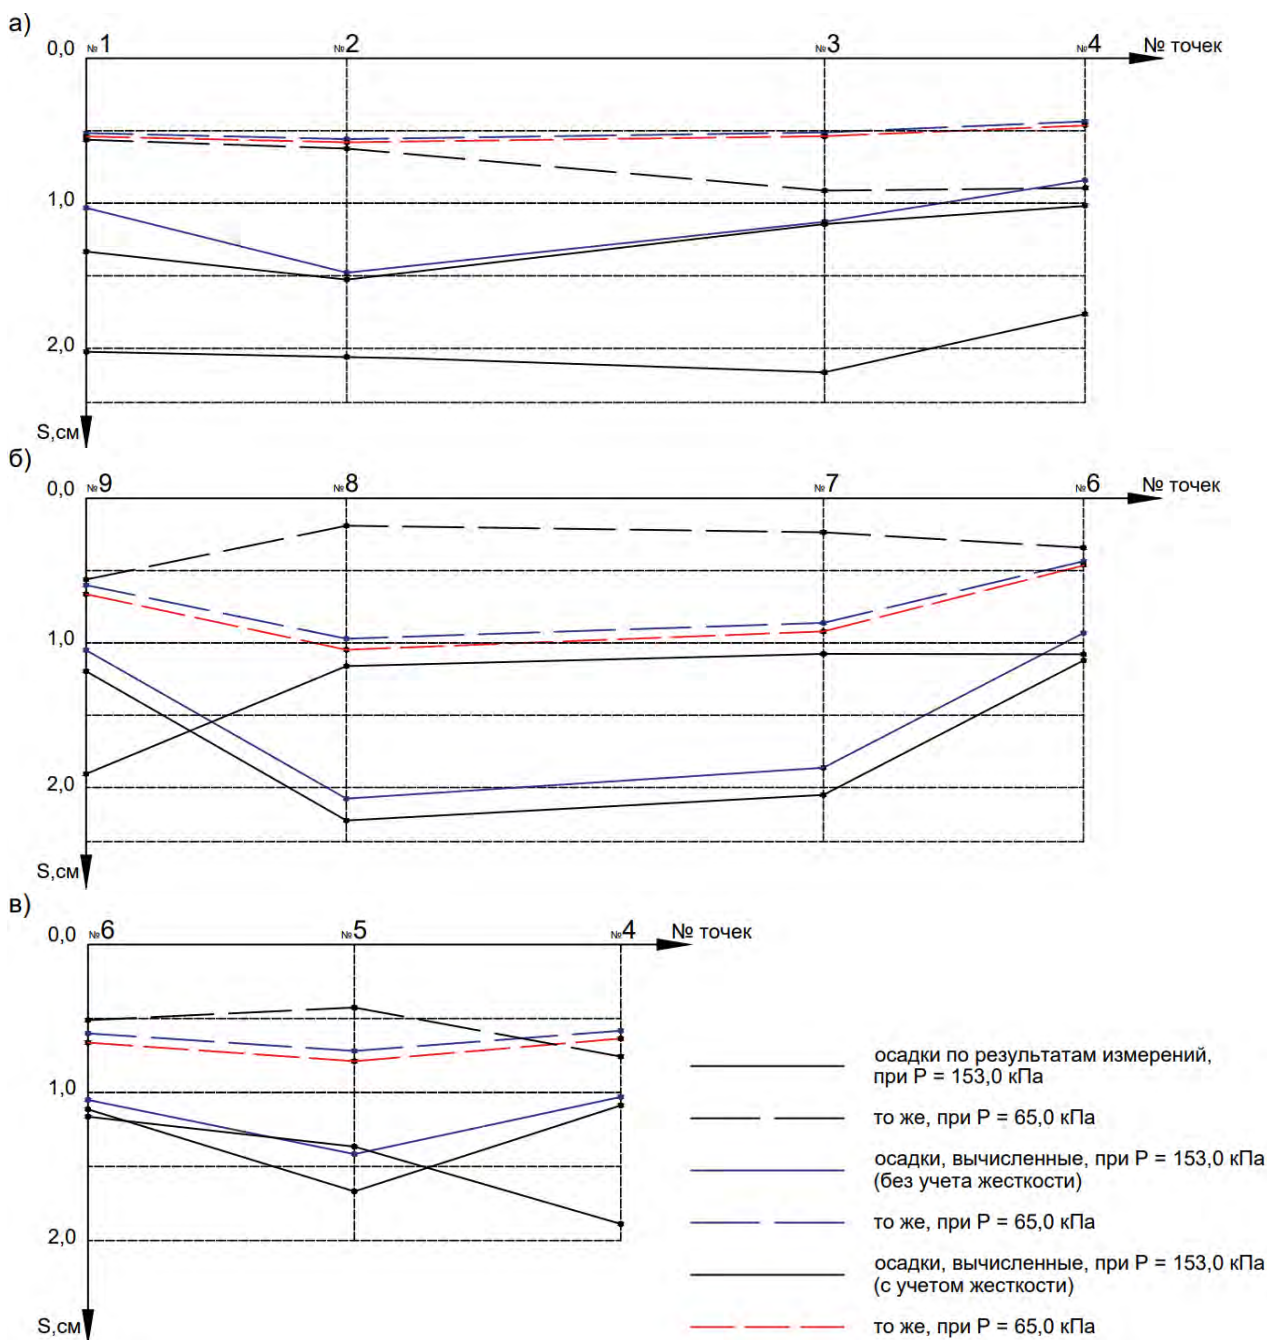 а)
0,0 №1 №2 №3 №4 № точек
1,0
2,0
S,см
б)
0,0 №9 №8 №7 №6 № точек
1,0
2,0
S,см
в)
0,0 №6 №5 №4 № точек
1,0
2,0
S,см
осадки по результатам измерений,
при P = 153,0 кПа
то же, при P = 65,0 кПа
осадки, вычисленные, при P = 153,0 кПа
(без учета жесткости)
то же, при P = 65,0 кПа
осадки, вычисленные, при P = 153,0 кПа
(с учетом жесткости)
то же, при P = 65,0 кПа